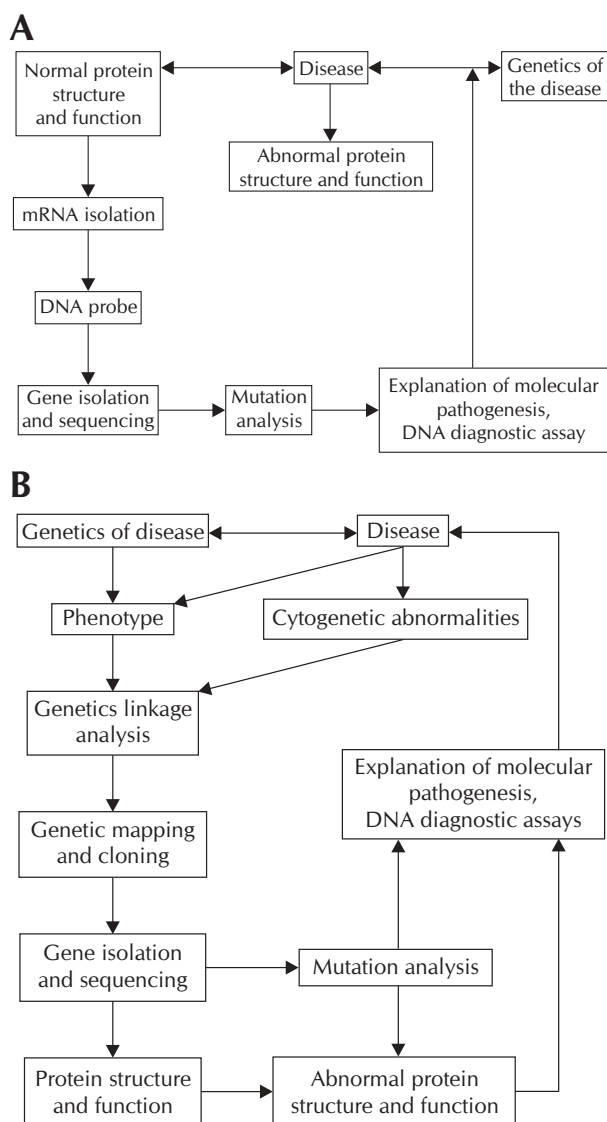 A
Normal protein
structure
and function
Disease
Genetics of
the disease
Abnormal protein
structure and function
mRNA isolation
DNA probe
Gene isolation
and sequencing
Mutation
analysis
Explanation of molecular
pathogenesis,
DNA diagnostic assay
B
Genetics of disease
Disease
Phenotype
Cytogenetic abnormalities
Genetics linkage
analysis
Explanation of molecular
pathogenesis,
DNA diagnostic assays
Genetic mapping
and cloning
Gene isolation
and sequencing
Mutation analysis
Protein structure
and function
Abnormal protein
structure and function